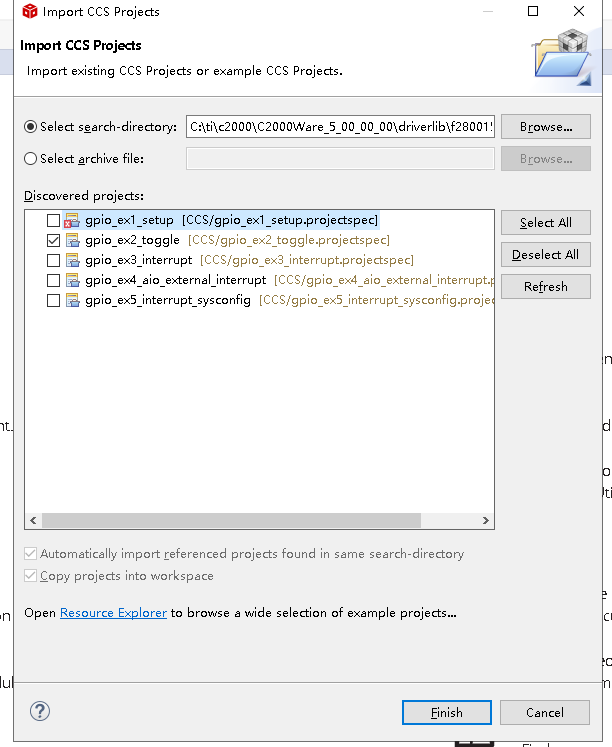 Import CCS Projects
Import CCS Projects
Import existing CCS Projects or example CCS Projects.
Select search-directory:
C:\ti\c2000\C2000Ware_5_00_00_00\driverlib\f28001
Browse...
Select archive file:
Browse...
Discovered projects:
gpio_ex1_setup [CCS/gpio_ex1_setup.projectspec]
gpio_ex2_toggle [CCS/gpio_ex2_toggle.projectspec]
gpio_ex3_interrupt [CCS/gpio_ex3_interrupt.projectspec]
gpio_ex4_aio_external_interrupt [CCS/gpio_ex4_aio_external_interrupt.p
gpio_ex5_interrupt_sysconfig [CCS/gpio_ex5_interrupt_sysconfig.projec
Select All
Deselect All
Refresh
Automatically import referenced projects found in same search-directory
Copy projects into workspace
Open Resource Explorer to browse a wide selection of example projects...
Finish
Cancel